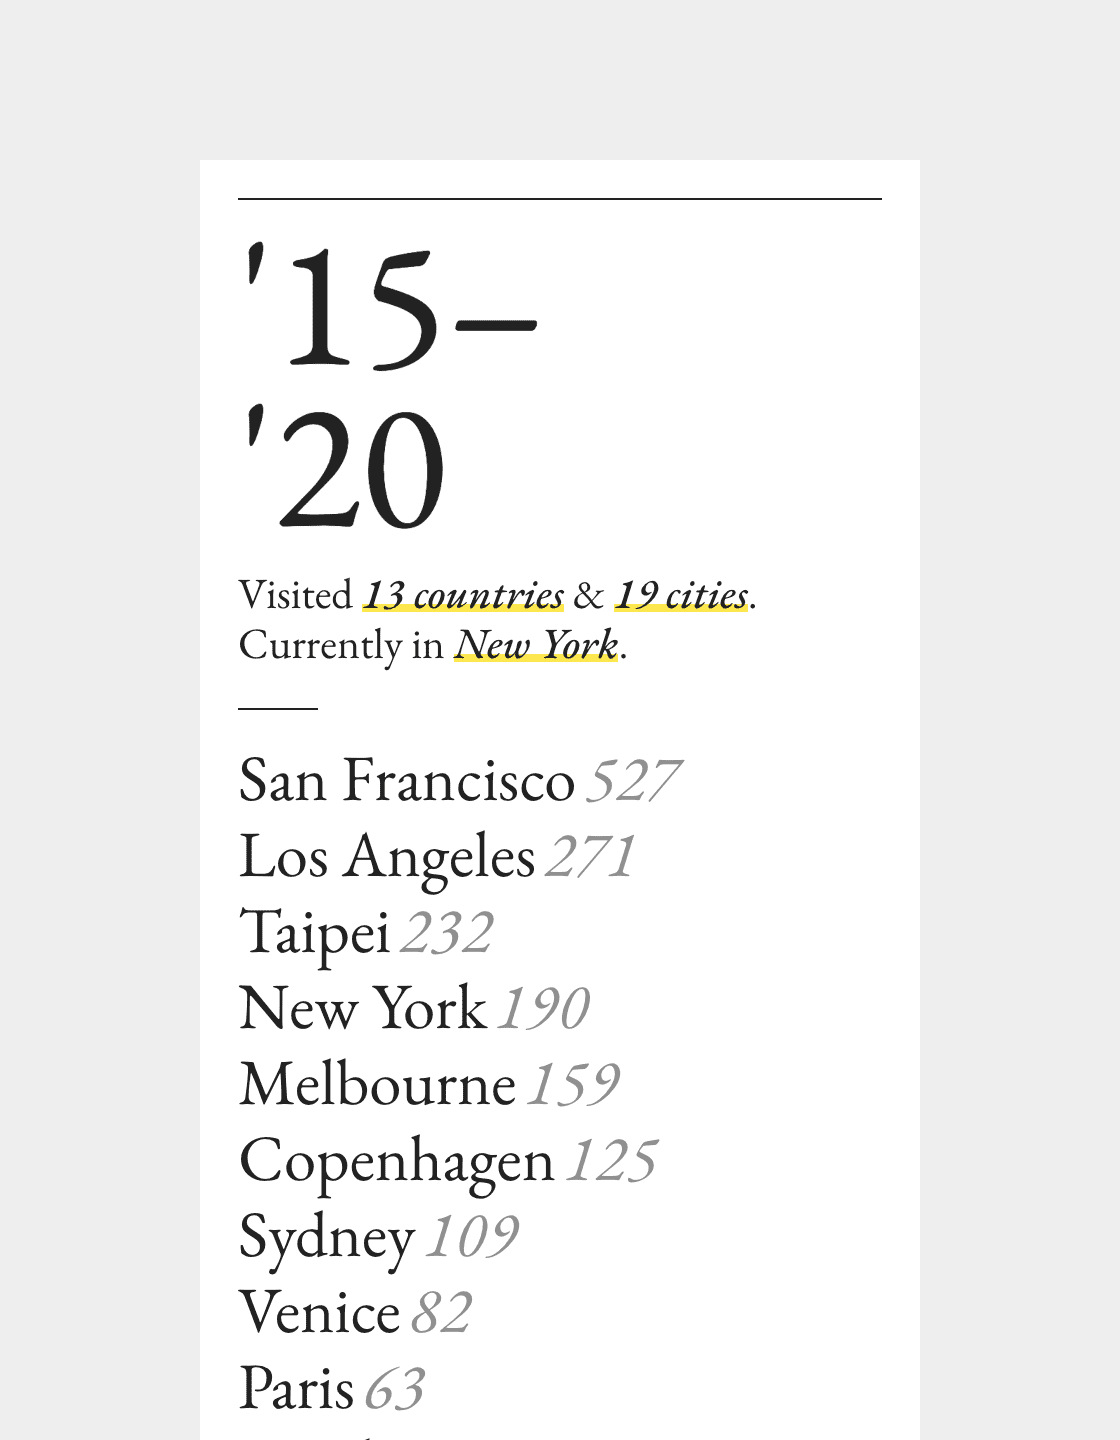 '15–
'20
Visited 13 countries & 19 cities.
Currently in New York.
San Francisco 527
Los Angeles 271
Taipei 232
New York 190
Melbourne 159
Copenhagen 125
Sydney 109
Venice 82
Paris 63